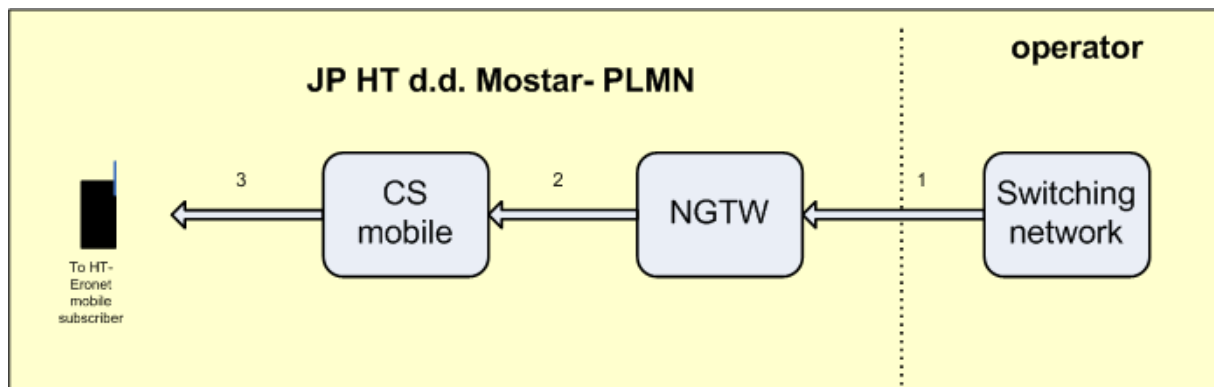 operator
JP HT d.d. Mostar- PLMN
3
CS
mobile
2
NGTW
1
Switching
network
To HT-
Eronet
mobile
subscriber